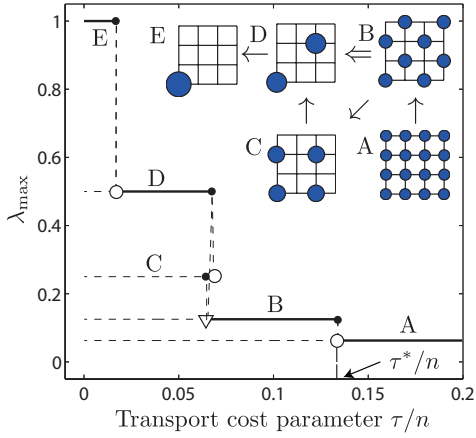 1
0.8
0.6
0.4
0.2
0
λmax
E
D
C
B
A
E
D
B
C
A
τ*/n
0
0.05
0.1
0.15
0.2
Transport cost parameter τ/n